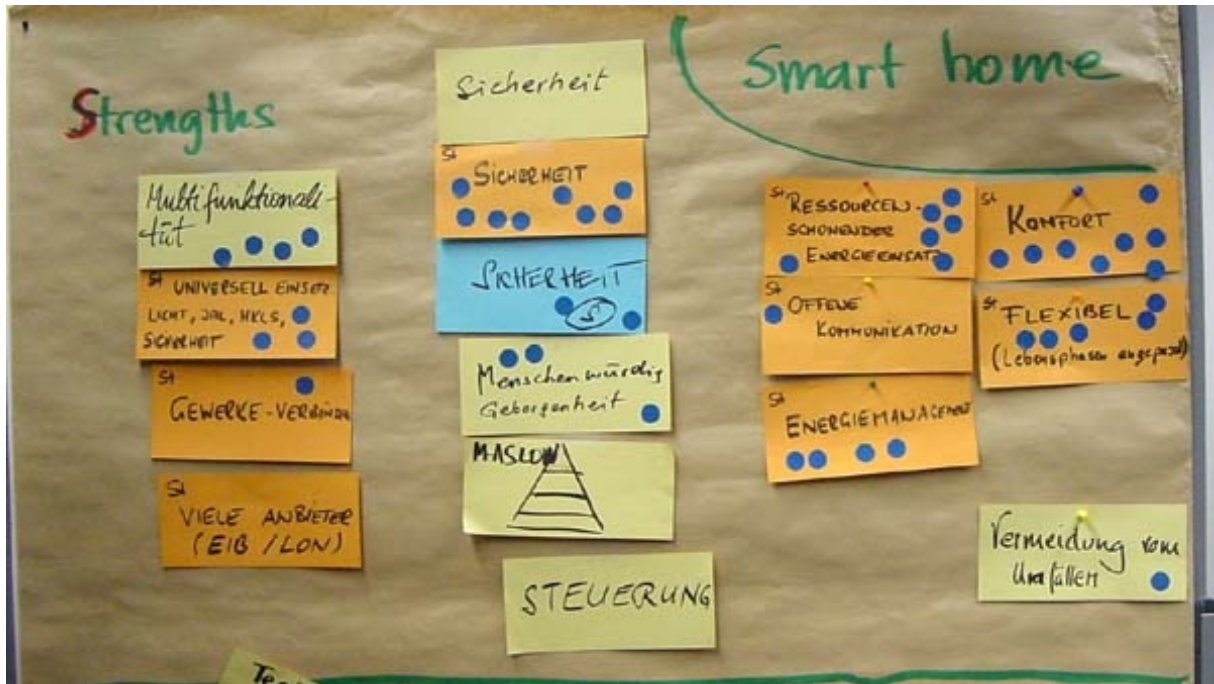 Strengths
Smart home
Multifunktionali-
tät
St
UNIVERSELL EINSETZ
LICHT, JAL, HKLS,
SICHERHEIT
St
GEWERKE-VERBINDEND
St
VIELE ANBIETER
(EIB / LON)
Sicherheit
St
SICHERHEIT
SICHERHEIT
S
Menschenwürdig
Geborgenheit
MASLOW
STEUERUNG
St
RESSOURCEN-
SCHONENDER
ENERGIEEINSATZ
St
OFFENE
KOMMUNIKATION
St
ENERGIEMANAGEMENT
St
KOMFORT
St
FLEXIBEL
(Lebensphasen angepasst)
Vermeidung von
Unfällen